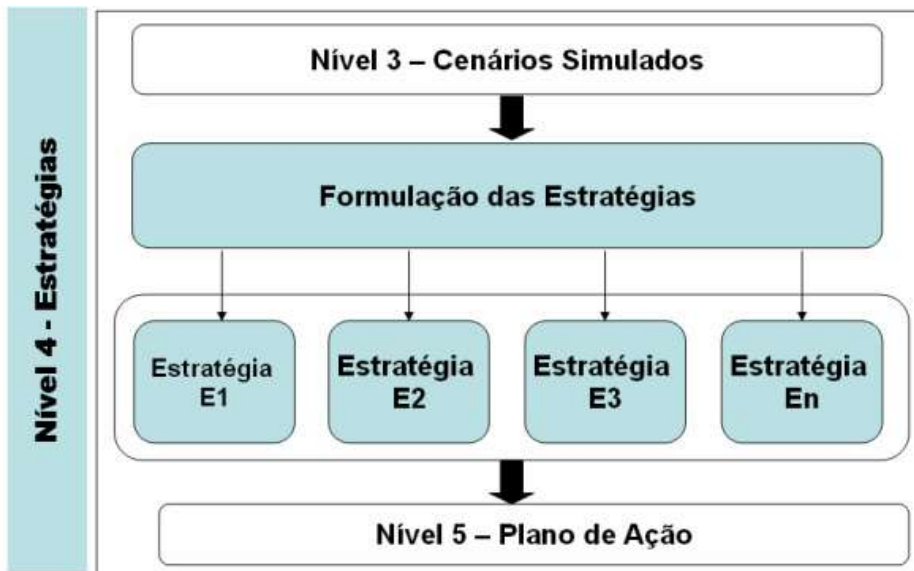 Nível 4 - Estratégias
Nível 3 – Cenários Simulados
Formulação das Estratégias
Estratégia
E1
Estratégia
E2
Estratégia
E3
Estratégia
En
Nível 5 – Plano de Ação